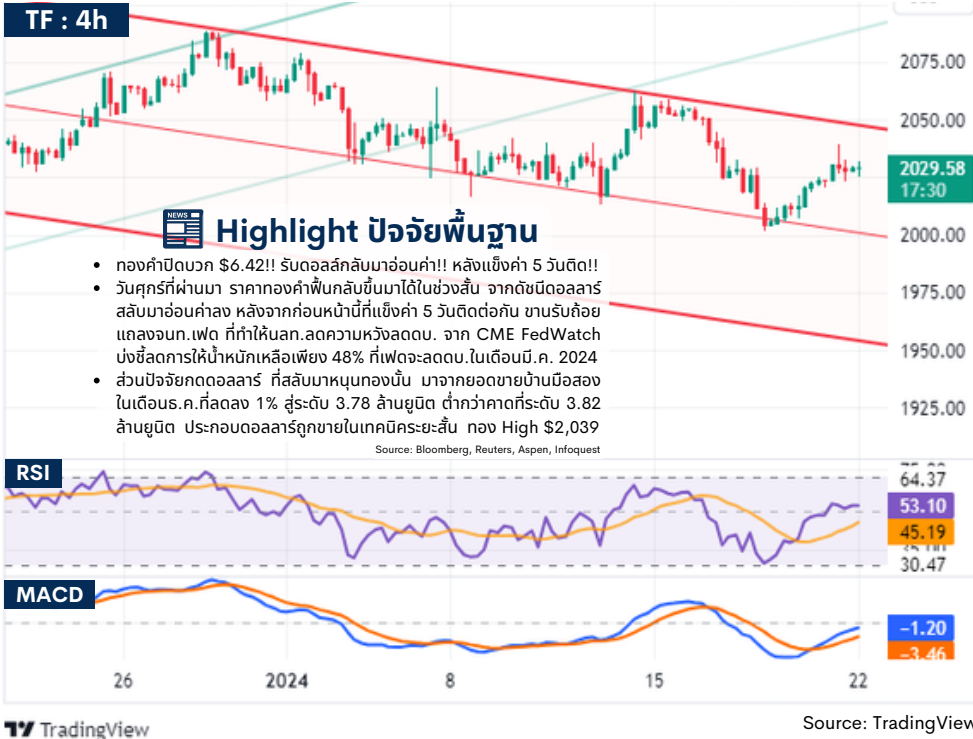 TF : 4h
2075.00
2050.00
2029.58
17:30
2000.00
1975.00
1950.00
1925.00
NEWS
Highlight ปัจจัยพื้นฐาน
• ทองคำปิดบวก $6.42!! รับดอลล์กลับมาอ่อนค่า!! หลังแข็งค่า 5 วันติด!!
• วันศุกร์ที่ผ่านมา ราคาทองคำฟื้นกลับขึ้นมาได้ในช่วงสั้น จากดัชนีดอลลาร์
สลับมาอ่อนค่าลง หลังจากก่อนหน้านี้ที่แข็งค่า 5 วันติดต่อกัน ขานรับถ้อย
แถลงจนท.เฟด ที่ทำให้นลท.ลดความหวังลดดบ. จาก CME FedWatch
บ่งชี้ลดการให้น้ำหนักเหลือเพียง 48% ที่เฟดจะลดดบ.ในเดือนมี.ค. 2024
• ส่วนปัจจัยกดดอลลาร์ ที่สลับมาหนุนทองนั้น มาจากยอดขายบ้านมือสอง
ในเดือนธ.ค.ที่ลดลง 1% สู่ระดับ 3.78 ล้านยูนิต ต่ำกว่าคาดที่ระดับ 3.82
ล้านยูนิต ประกอบดอลลาร์ถูกขายในเทคนิคระยะสั้น ทอง High $2,039
Source: Bloomberg, Reuters, Aspen, Infoquest
RSI
64.37
53.10
45.19
30.47
MACD
−1.20
−3.46
26
2024
8
15
22
TradingView
Source: TradingView